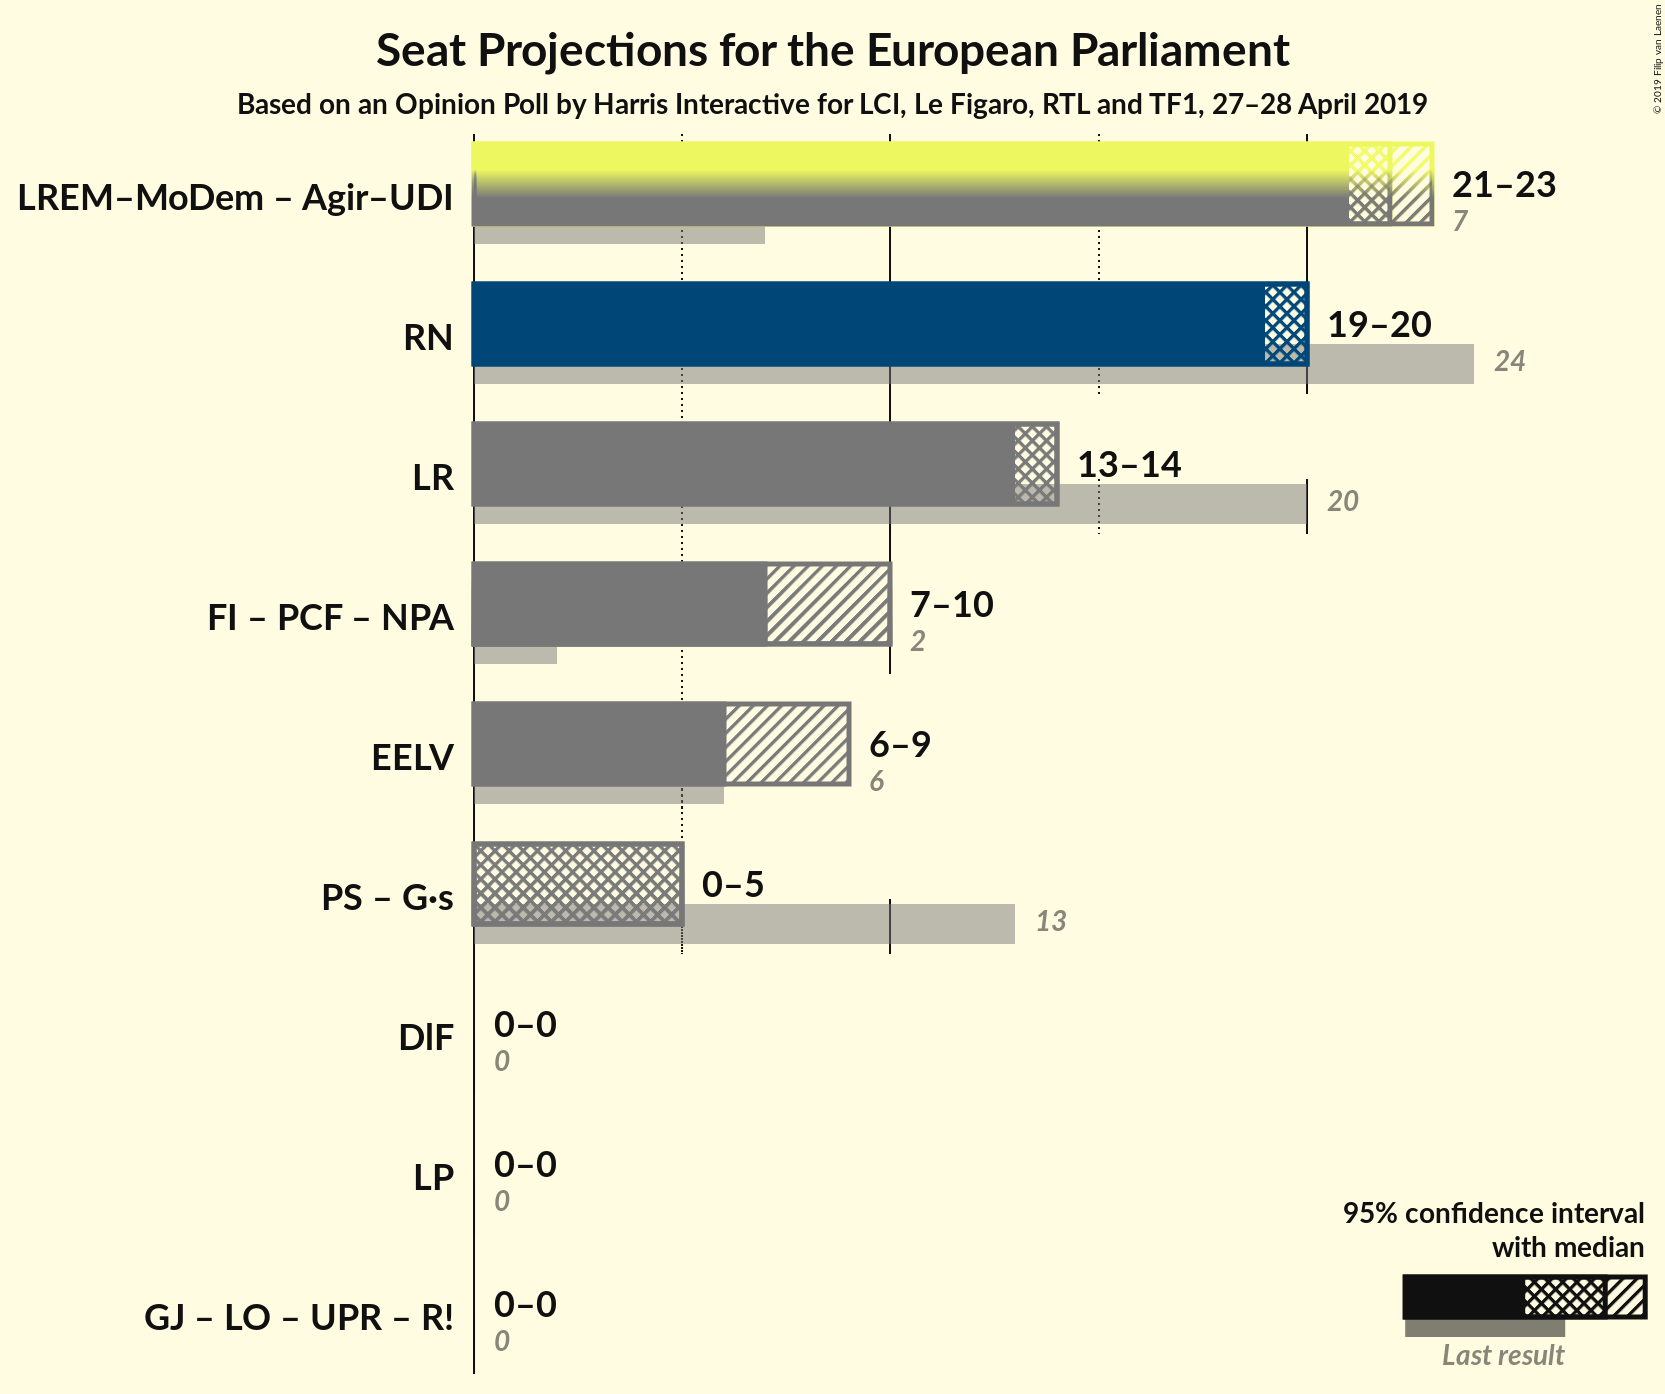 Seat Projections for the European Parliament
Based on an Opinion Poll by Harris Interactive for LCI, Le Figaro, RTL and TF1, 27–28 April 2019
© 2019 Filip van Laenen
LREM–MoDem – Agir–UDI
21–23
7
RN
19–20
24
LR
13–14
20
FI – PCF – NPA
7–10
2
EELV
6–9
6
PS – G·s
0–5
13
DlF
0–0
0
LP
0–0
0
GJ – LO – UPR – R!
0–0
0
95% confidence interval
with median
Last result